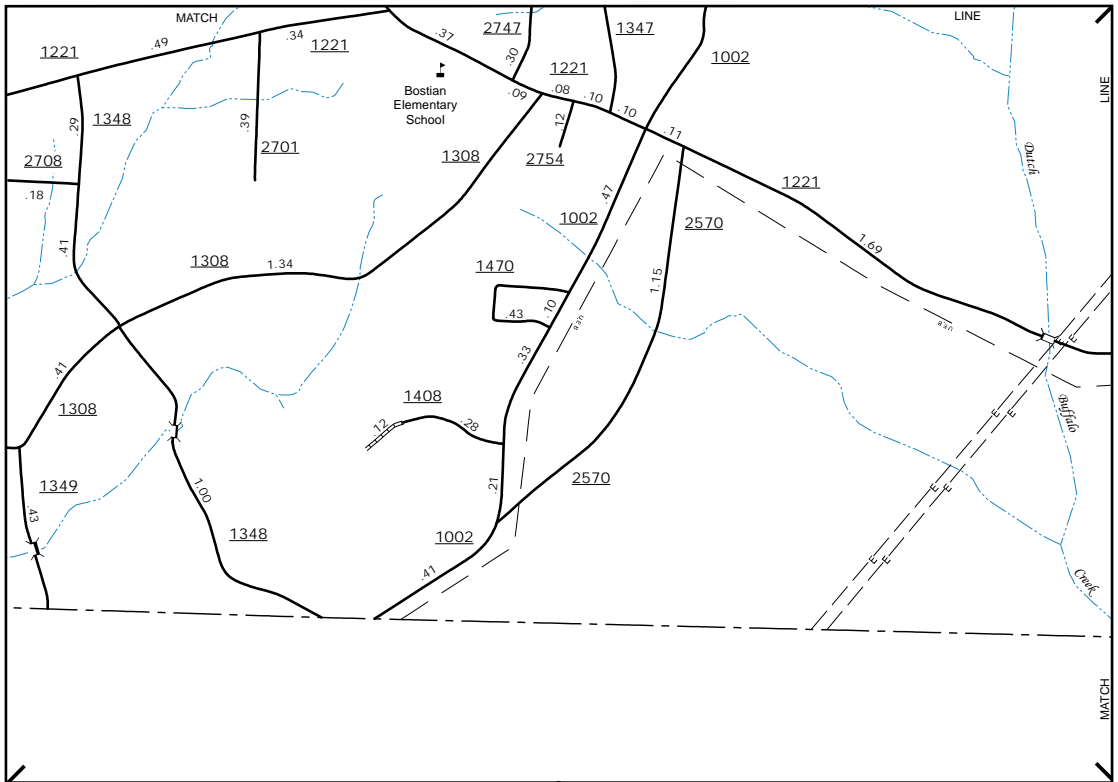 MATCH
LINE
LINE
1221
.49
.34
1221
.37
2747
.30
1347
1002
1221
.09
.08
.10
.10
.11
Bostian
Elementary
School
1348
.29
.39
2701
2708
.18
1308
.12
2754
Dutch
1221
1.69
.47
1002
2570
.41
1308
1.34
1470
.43
.10
1.15
.33
.41
1308
1408
.12
.28
E
E
E
E
Buffalo
1349
.43
1.00
1348
.21
2570
E
E
1002
.41
E
E
Creek
MATCH